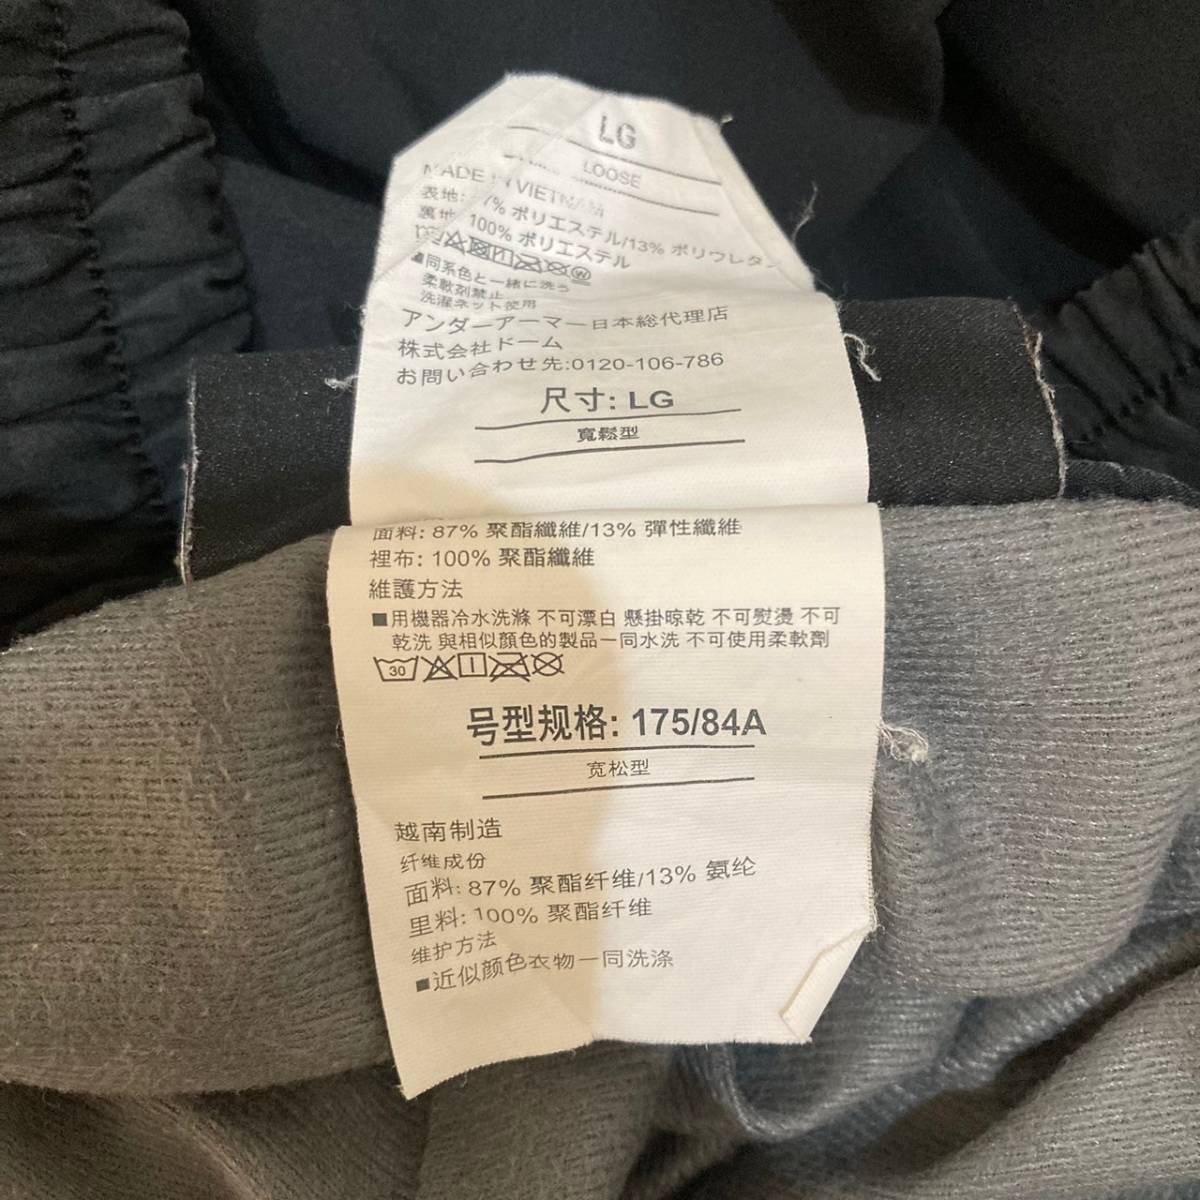 LG
LOOSE
MADE VIETNAM
表地: 7% ポリエステル/13% ポリウレタン
裏地 100% ポリエステル
■同系色と一緒に洗う
柔軟剤禁止
洗濯ネット使用
アンダーアーマー日本総代理店
株式会社ドーム
お問い合わせ先:0120-106-786
尺寸: LG
寬鬆型
面料: 87% 聚酯纖維/13% 彈性纖維
裡布: 100% 聚酯纖維
維護方法
■用機器冷水洗滌 不可漂白 懸掛晾乾 不可熨燙 不可
乾洗 與相似顏色的製品一同水洗 不可使用柔軟劑
30
号型规格: 175/84A
宽松型
越南制造
纤维成份
面料: 87% 聚酯纤维/13% 氨纶
里料: 100% 聚酯纤维
维护方法
■近似颜色衣物一同洗涤